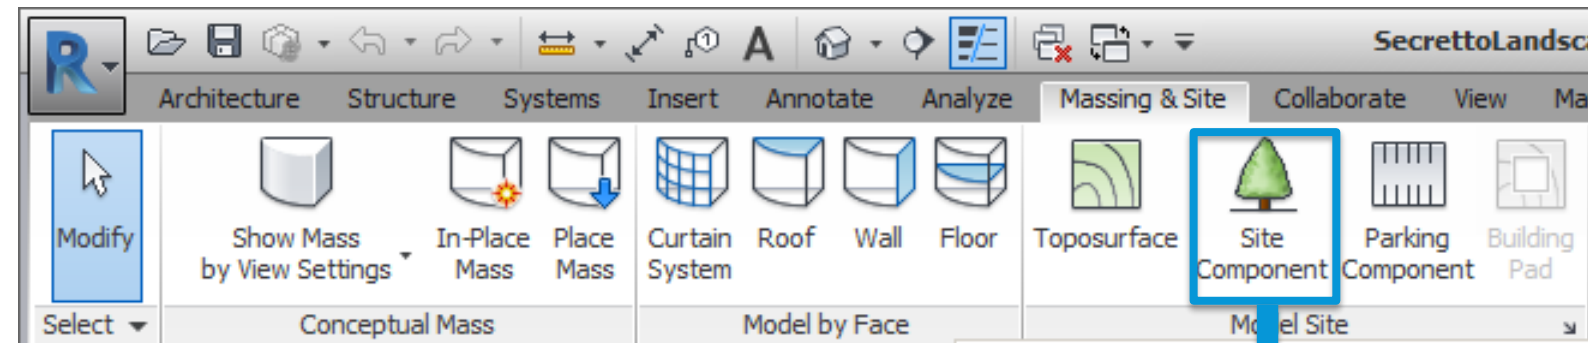 SecrettoLandsc
Architecture Structure Systems Insert Annotate Analyze Massing & Site Collaborate View Ma
Modify
Show Mass
by View Settings
In-Place
Mass
Place
Mass
Curtain
System
Roof
Wall
Floor
Toposurface
Site
Component
Parking
Component
Building
Pad
Select
Conceptual Mass
Model by Face
Model Site